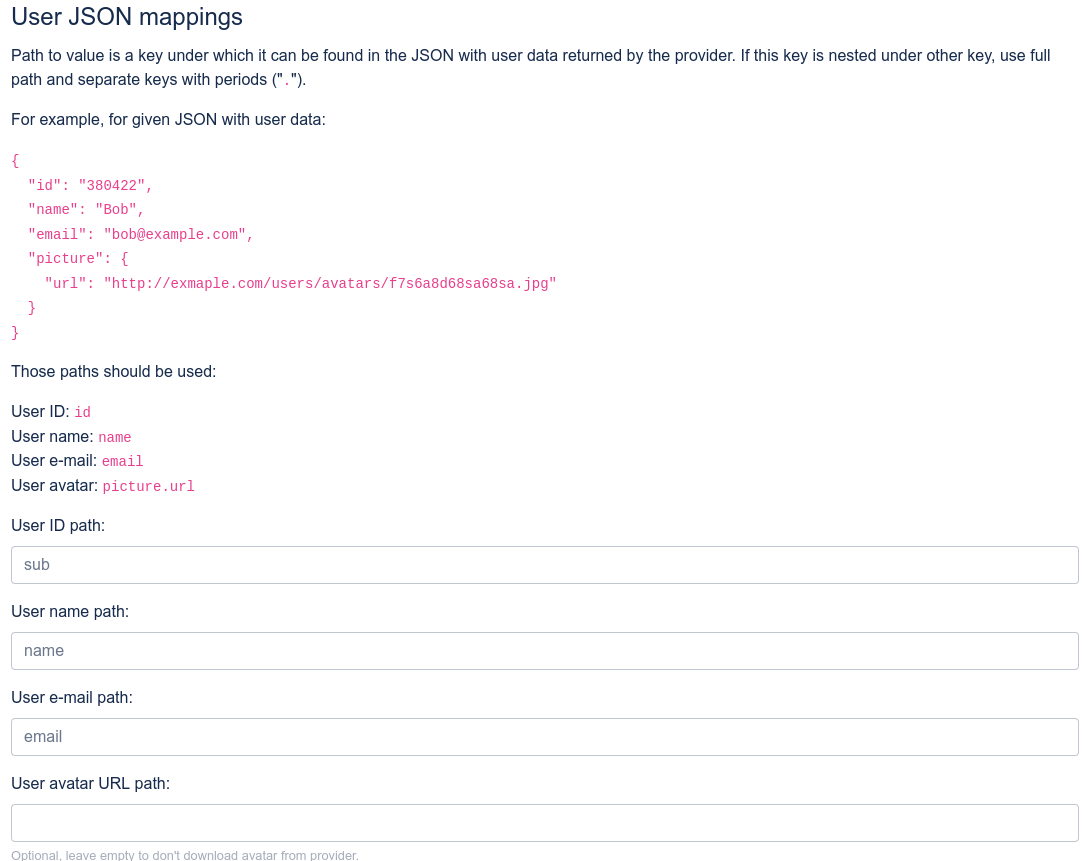 User JSON mappings
Path to value is a key under which it can be found in the JSON with user data returned by the provider. If this key is nested under other key, use full
path and separate keys with periods (".").
For example, for given JSON with user data:
{
  "id": "380422",
  "name": "Bob",
  "email": "bob@example.com",
  "picture": {
    "url": "http://exmaple.com/users/avatars/f7s6a8d68sa68sa.jpg"
  }
}
Those paths should be used:
User ID: id
User name: name
User e-mail: email
User avatar: picture.url
User ID path:
sub
User name path:
name
User e-mail path:
email
User avatar URL path:
Optional, leave empty to don't download avatar from provider.